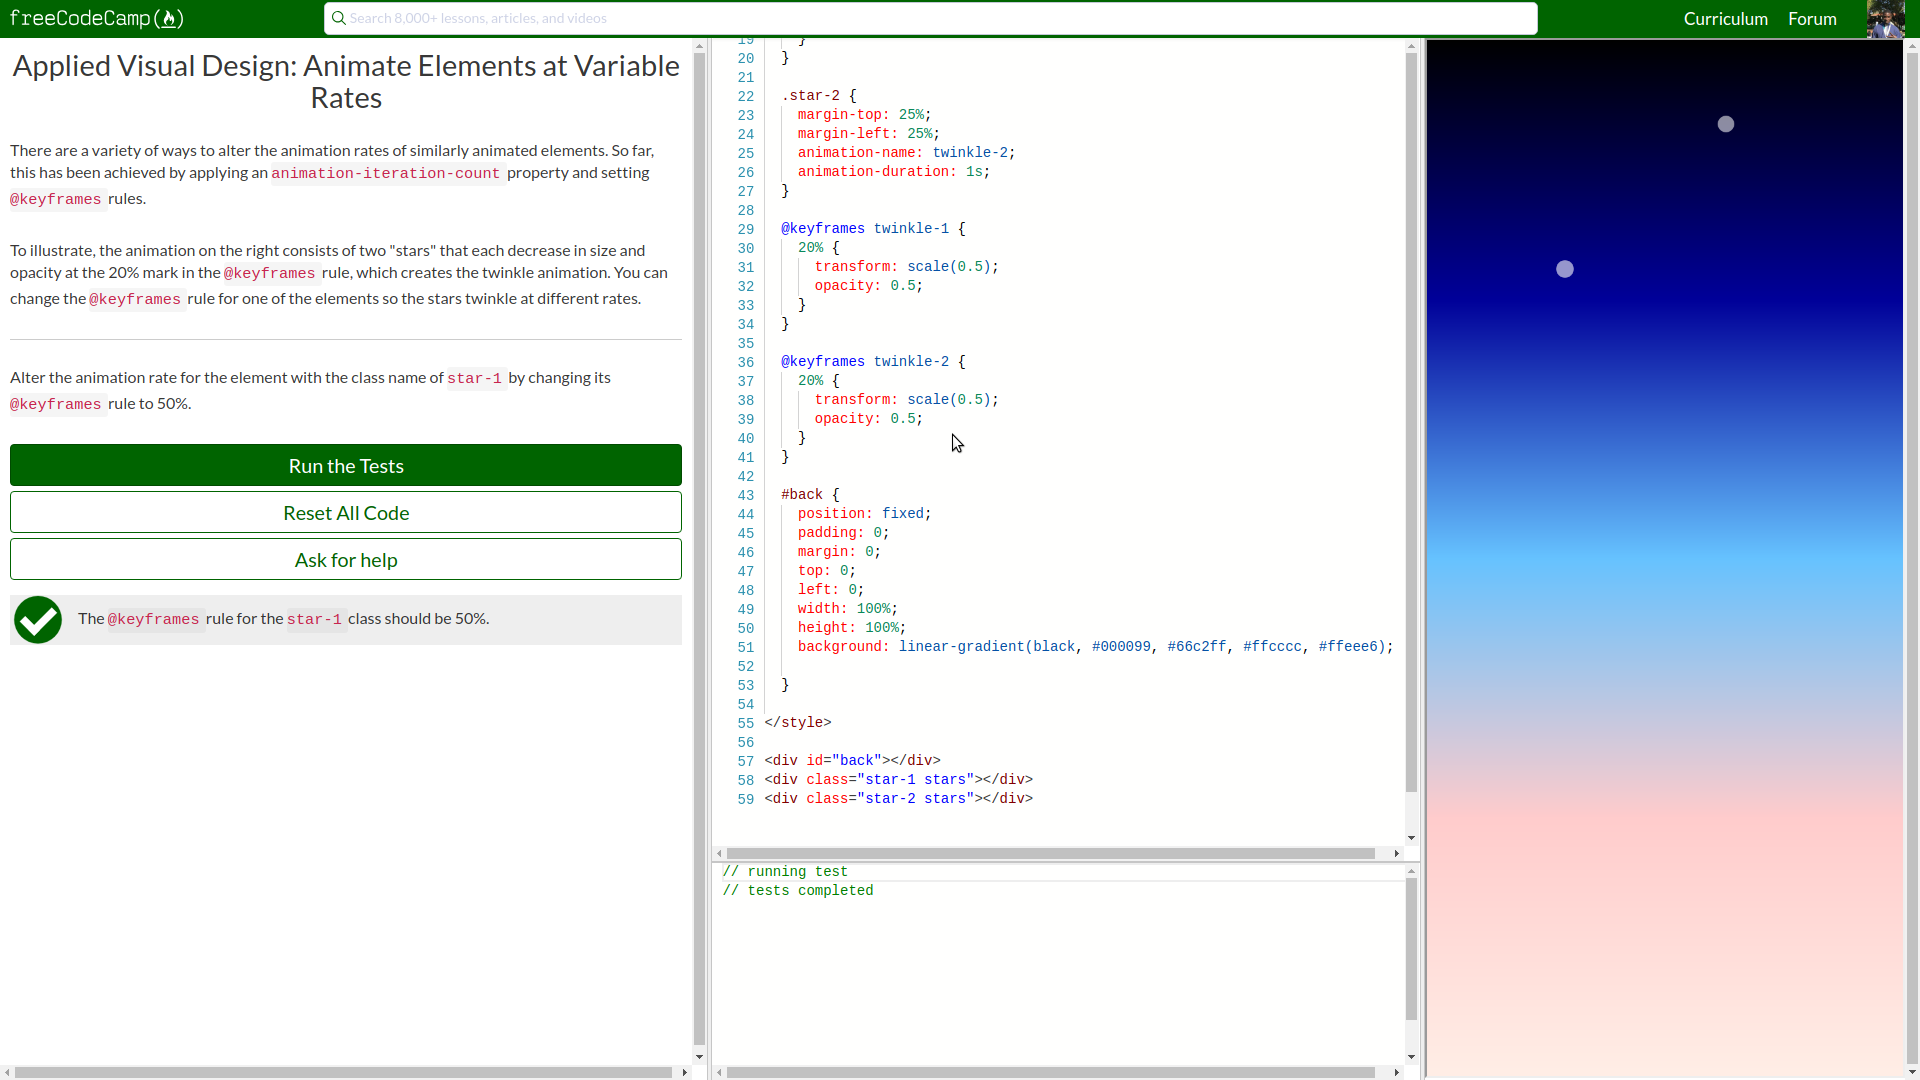 freeCodeCamp
Search 8,000+ lessons, articles, and videos
Curriculum
Forum
Applied Visual Design: Animate Elements at Variable
Rates
There are a variety of ways to alter the animation rates of similarly animated elements. So far,
this has been achieved by applying an animation-iteration-count property and setting
@keyframes rules.
To illustrate, the animation on the right consists of two "stars" that each decrease in size and
opacity at the 20% mark in the @keyframes rule, which creates the twinkle animation. You can
change the @keyframes rule for one of the elements so the stars twinkle at different rates.
Alter the animation rate for the element with the class name of star-1 by changing its
@keyframes rule to 50%.
Run the Tests
Reset All Code
Ask for help
The @keyframes rule for the star-1 class should be 50%.
19 }
20 }
21
22 .star-2 {
23 margin-top: 25%;
24 margin-left: 25%;
25 animation-name: twinkle-2;
26 animation-duration: 1s;
27 }
28
29 @keyframes twinkle-1 {
30 20% {
31 transform: scale(0.5);
32 opacity: 0.5;
33 }
34 }
35
36 @keyframes twinkle-2 {
37 20% {
38 transform: scale(0.5);
39 opacity: 0.5;
40 }
41 }
42
43 #back {
44 position: fixed;
45 padding: 0;
46 margin: 0;
47 top: 0;
48 left: 0;
49 width: 100%;
50 height: 100%;
51 background: linear-gradient(black, #000099, #66c2ff, #ffcccc, #ffeee6);
52
53 }
54
55 </style>
56
57 <div id="back"></div>
58 <div class="star-1 stars"></div>
59 <div class="star-2 stars"></div>
// running test
// tests completed